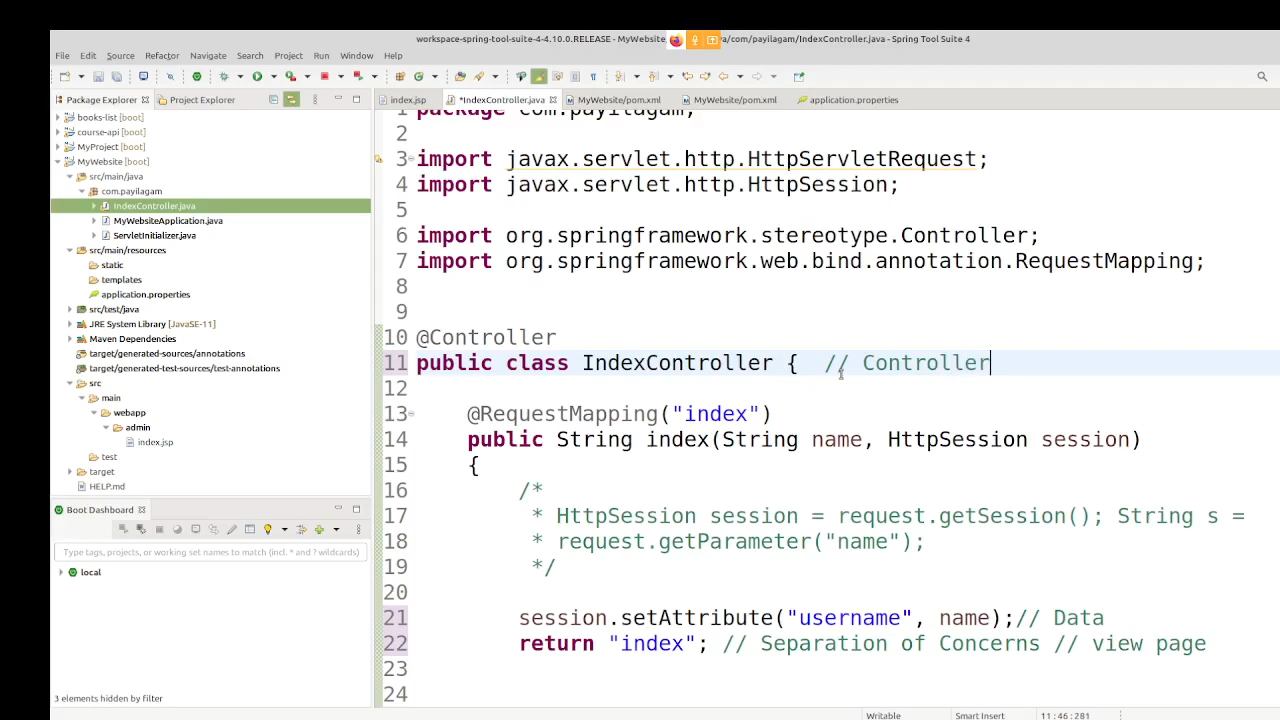 workspace-spring-tool-suite-4-4.10.0.RELEASE - MyWebsite va/com/payilagam/IndexController.java - Spring Tool Suite 4
File Edit Source Refactor Navigate Search Project Run Window Help
Package Explorer Project Explorer
index.jsp *IndexController.java MyWebsite/pom.xml MyWebsite/pom.xml application.properties
books-list [boot]
course-api [boot]
MyProject [boot]
MyWebsite [boot]
src/main/java
com.payilagam
IndexController.java
MyWebsiteApplication.java
ServletInitializer.java
src/main/resources
static
templates
application.properties
src/test/java
JRE System Library [JavaSE-11]
Maven Dependencies
target/generated-sources/annotations
target/generated-test-sources/test-annotations
src
main
webapp
admin
index.jsp
test
target
HELP.md
Boot Dashboard
Type tags, projects, or working set names to match (incl. * and ? wildcards)
local
3 elements hidden by filter
1 package com.payilagam;
2
3 import javax.servlet.http.HttpServletRequest;
4 import javax.servlet.http.HttpSession;
5
6 import org.springframework.stereotype.Controller;
7 import org.springframework.web.bind.annotation.RequestMapping;
8
9
10 @Controller
11 public class IndexController { // Controller
12
13 @RequestMapping("index")
14 public String index(String name, HttpSession session)
15 {
16 /*
17 * HttpSession session = request.getSession(); String s =
18 * request.getParameter("name");
19 */
20
21 session.setAttribute("username", name);// Data
22 return "index"; // Separation of Concerns // view page
23
24
Writable Smart Insert 11:46:281